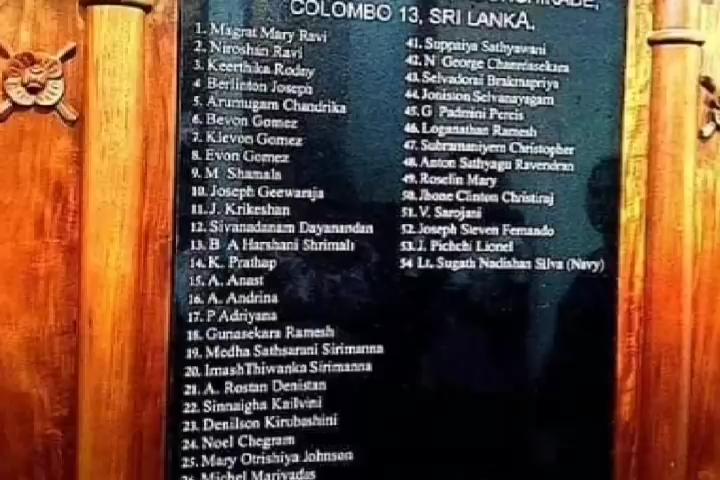 COLOMBO 13, SRI LANKA.
1. Magrat Mary Ravi
2. Niroshan Ravi
3. Keerthika Rodny
4 Berlinton Joseph
5. Arumugam Chandrika
6. Bevon Gomez
7. Klevon Gomez
8. Evon Gomez
9. M Shamala
10. Joseph Geewaraja
11. J. Krikeshan
12. Sivanadanam Dayanandan
13. B A Harshani Shrimali
14. K. Prathap
15. A. Anast
16. A. Andrina
17. P Adriyana
18. Gunasekara Ramesh
19. Medha Sathsarani Sirimanna
20. ImashThiwanka Sirimanna
21. A. Rostan Denistan
22. Sinnaigha Kailvini
23. Denilson Kirubashini
24. Noel Chegram
25. Mary Otrishiya Johnson
Michel Mariyadas
41. Suppaiya Sathyawani
42. N George Chandasekara
43. Selvadorai Brakmapriya
44. Jonision Selvanayagam
45. G Padmini Percis
46. Loganathan Ramesh
47. Subramaniyem Christopher
48. Anton Sathyagu Ravendran
49. Roselin Mary
50. Jhone Clinton Christiraj
51. V. Sarojani
52. Joseph Steven Fernando
53. J. Pichchi Lionel
54 Lt. Sugath Nadishan Silva (Navy)